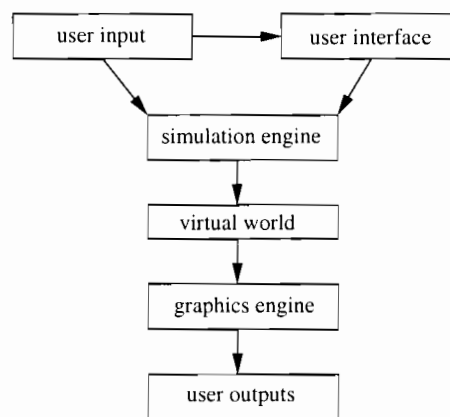 user input
user interface
simulation engine
virtual world
graphics engine
user outputs